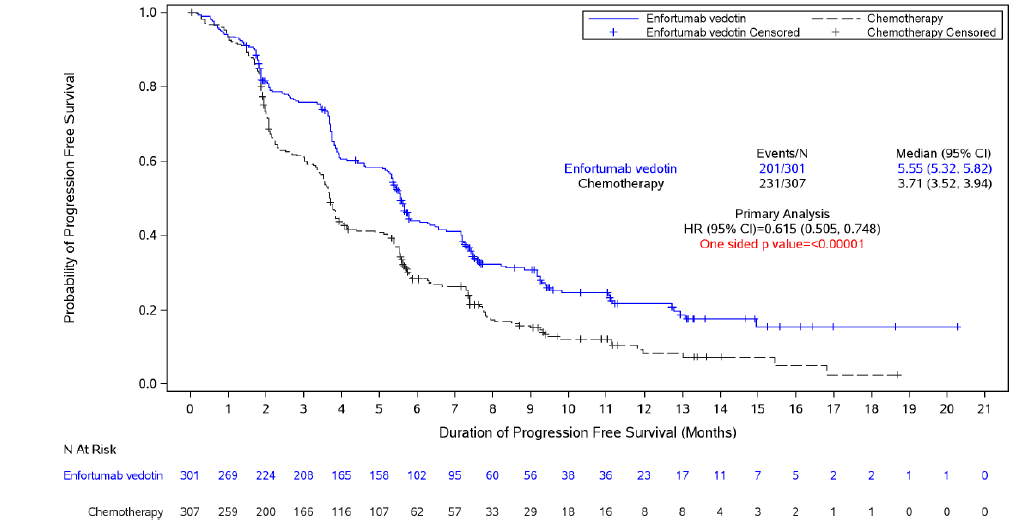 Enfortumab vedotin Chemotherapy
Enfortumab vedotin Censored Chemotherapy Censored
Probability of Progression Free Survival
1.0
0.8
0.6
0.4
0.2
0.0
Events/N Median (95% CI)
Enfortumab vedotin 201/301 5.55 (5.32, 5.82)
Chemotherapy 231/307 3.71 (3.52, 3.94)
Primary Analysis
HR (95% CI)=0.615 (0.505, 0.748)
One sided p value=<0.00001
0 1 2 3 4 5 6 7 8 9 10 11 12 13 14 15 16 17 18 19 20 21
Duration of Progression Free Survival (Months)
N At Risk
Enfortumab vedotin 301 269 224 208 165 158 102 95 60 56 38 36 23 17 11 7 5 2 2 1 1 0
Chemotherapy 307 259 200 166 116 107 62 57 33 29 18 16 8 8 4 3 2 1 1 0 0 0